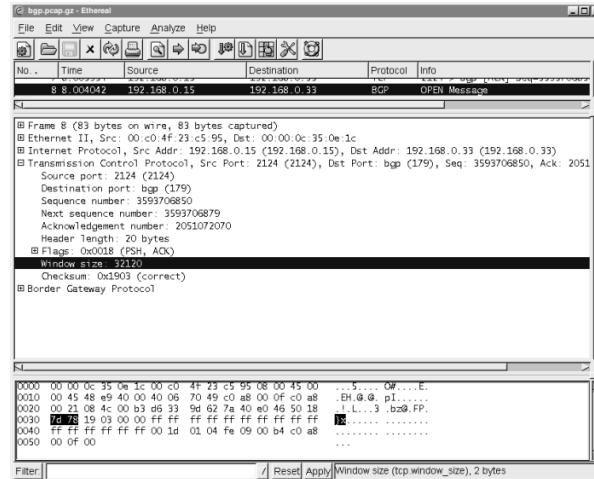 bgp.pcap.gz - Ethereal
File Edit View Capture Analyze Help
No. . Time Source Destination Protocol Info
8 8.004042 192.168.0.15 192.168.0.33 BGP OPEN Message
Frame 8 (83 bytes on wire, 83 bytes captured)
Ethernet II, Src: 00:c0:4f:23:c5:95, Dst: 00:00:0c:35:0e:1c
Internet Protocol, Src Addr: 192.168.0.15 (192.168.0.15), Dst Addr: 192.168.0.33 (192.168.0.33)
Transmission Control Protocol, Src Port: 2124 (2124), Dst Port: bgp (179), Seq: 3593706850, Ack: 2051
Source port: 2124 (2124)
Destination port: bgp (179)
Sequence number: 3593706850
Next sequence number: 3593706879
Acknowledgement number: 2051072070
Header length: 20 bytes
Flags: 0x0018 (PSH, ACK)
Window size: 32120
Checksum: 0x1903 (correct)
Border Gateway Protocol
0000 00 00 0c 35 0e 1c 00 c0 4f 23 c5 95 08 00 45 00 ...5.... O#....E.
0010 00 45 48 e9 40 00 40 06 70 49 c0 a8 00 0f c0 a8 .EH.@.@. pI......
0020 00 21 08 4c 00 b3 d6 33 9d 62 7a 40 e0 46 50 18 .!.L...3 .bz@.FP.
0030 7d 78 19 03 00 00 ff ff ff ff ff ff ff ff ff ff }x...... ........
0040 ff ff ff ff ff ff 00 1d 01 04 fe 09 00 b4 c0 a8 ........ ........
0050 00 0f 00 ...
Filter: / Reset Apply Window size (tcp.window_size), 2 bytes